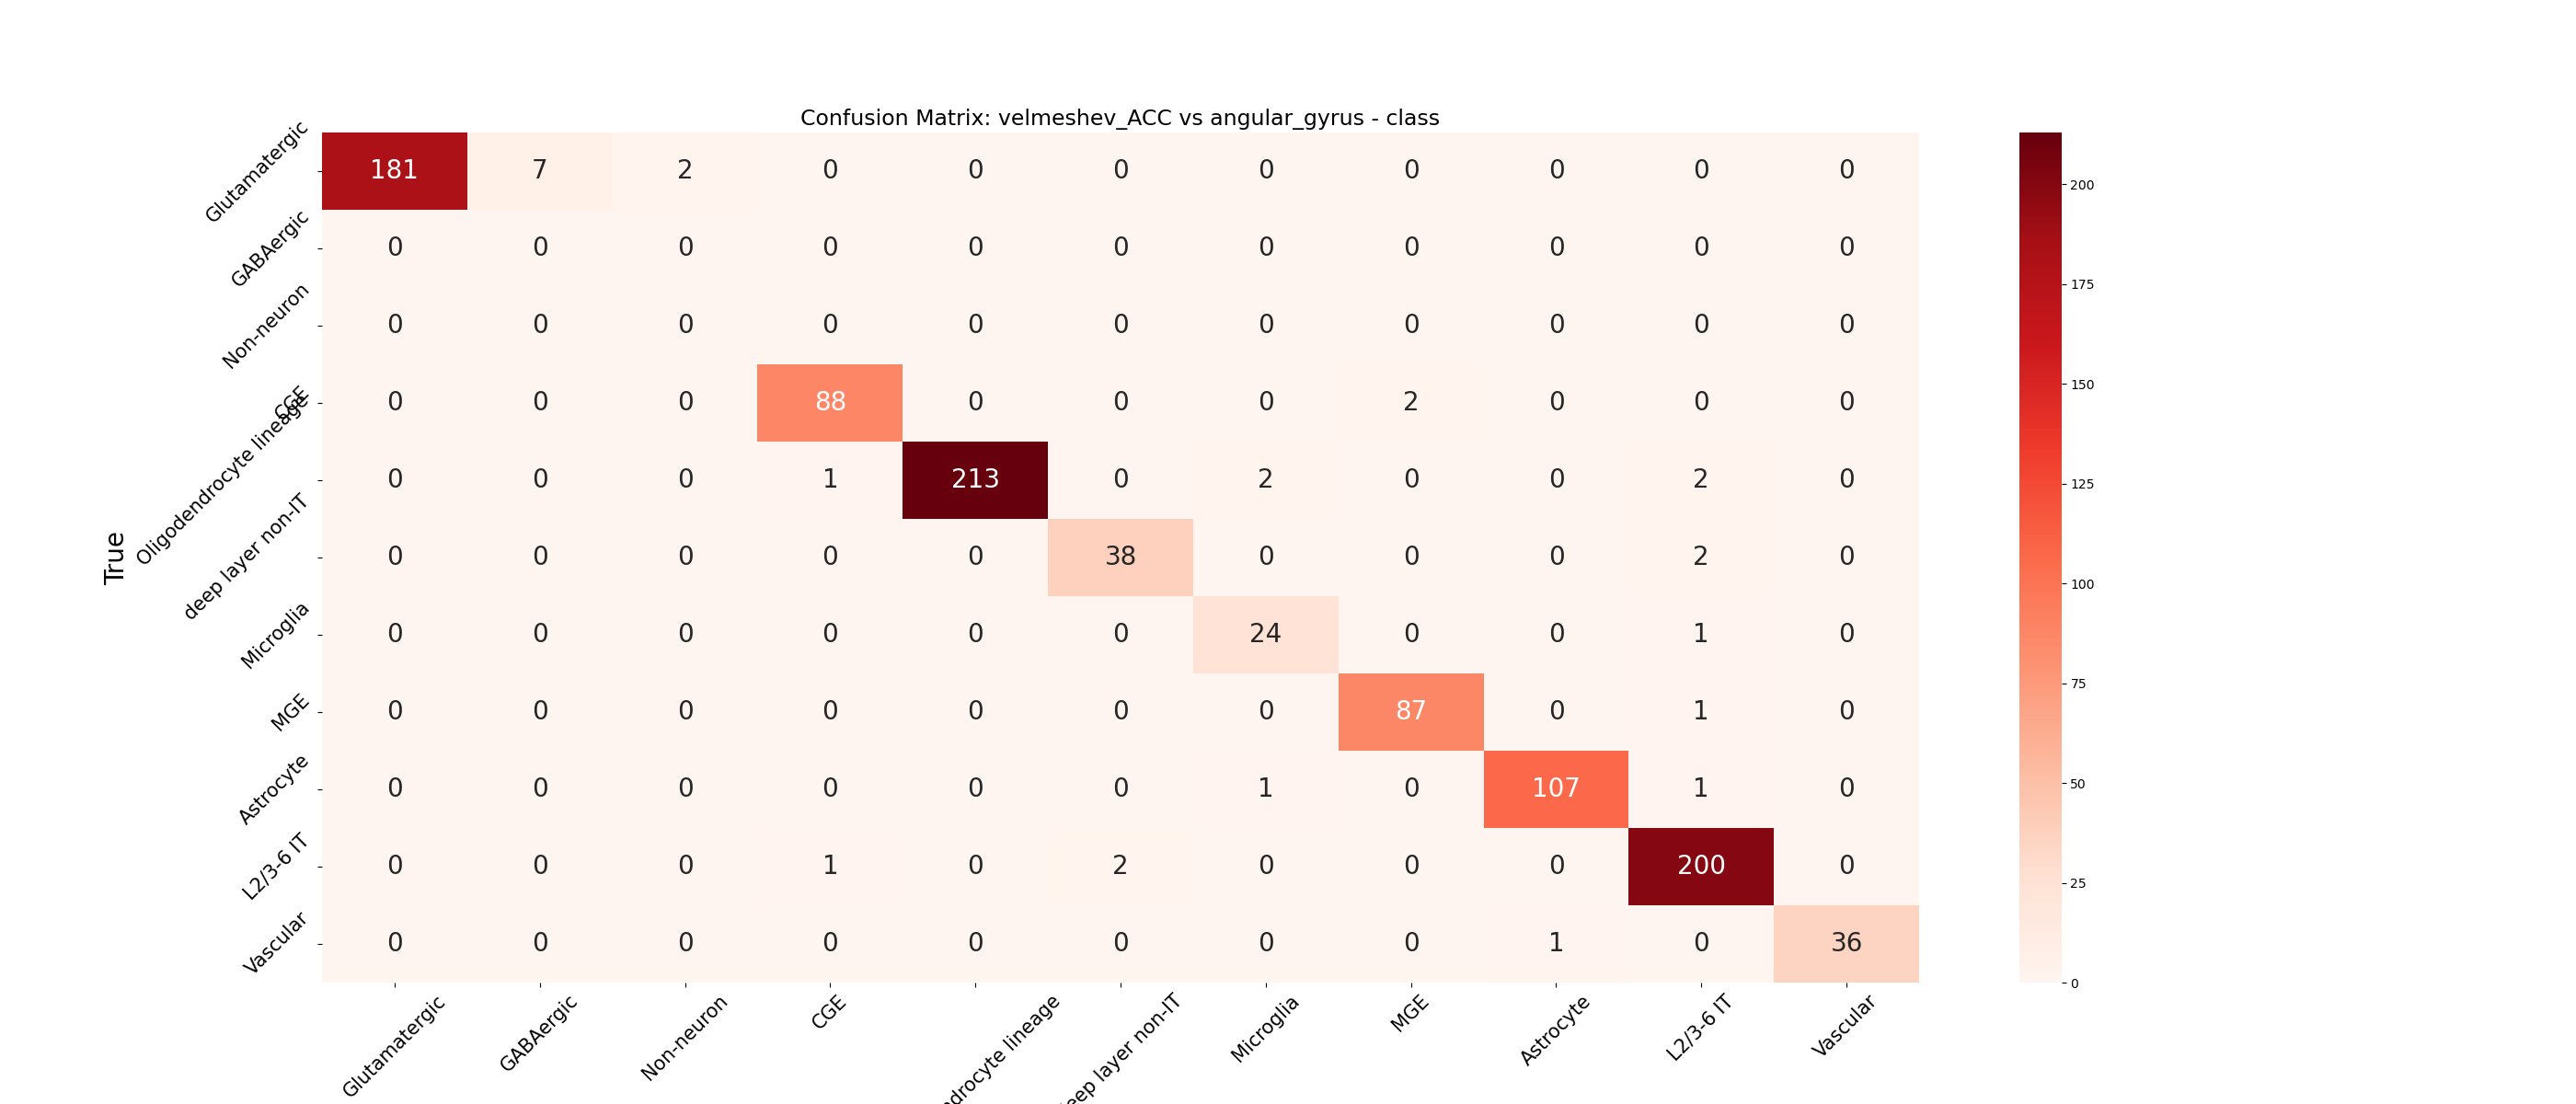 Confusion Matrix: velmeshev_ACC vs angular_gyrus - class
True
Glutamatergic 181 7 2 0 0 0 0 0 0 0 0
GABAergic 0 0 0 0 0 0 0 0 0 0 0
Non-neuron 0 0 0 0 0 0 0 0 0 0 0
CGE 0 0 0 88 0 0 0 2 0 0 0
Oligodendrocyte lineage 0 0 0 1 213 0 2 0 0 2 0
deep layer non-IT 0 0 0 0 0 38 0 0 0 2 0
Microglia 0 0 0 0 0 0 24 0 0 1 0
MGE 0 0 0 0 0 0 0 87 0 1 0
Astrocyte 0 0 0 0 0 0 1 0 107 1 0
L2/3-6 IT 0 0 0 1 0 2 0 0 0 200 0
Vascular 0 0 0 0 0 0 0 0 1 0 36
Glutamatergic GABAergic Non-neuron CGE lineage layer non-IT Microglia MGE Astrocyte L2/3-6 IT Vascular
200
175
150
125
100
75
50
25
0